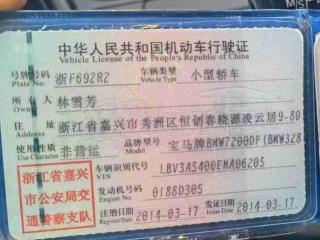 中华人民共和国机动车行驶证
Vehicle License of the People's Republic of China
号牌号码 浙F692R2 车辆类型 小型轿车
Plate No. Vehicle Type
所有人 林雪芳
Owner
住址 浙江省嘉兴市秀洲区恒创春晓源凌云居9-80
Address
使用性质 非营运 品牌型号 宝马牌BMW7200DF(BMW328
Use Character Model
浙江省嘉兴 车辆识别代号 LBV3A5400EMA06205
VIN
市公安局交 发动机号码 0188D305
Engine No.
通警察支队 注册日期 2014-03-17 发证日期 2014-03-17
Register Date Issue Date